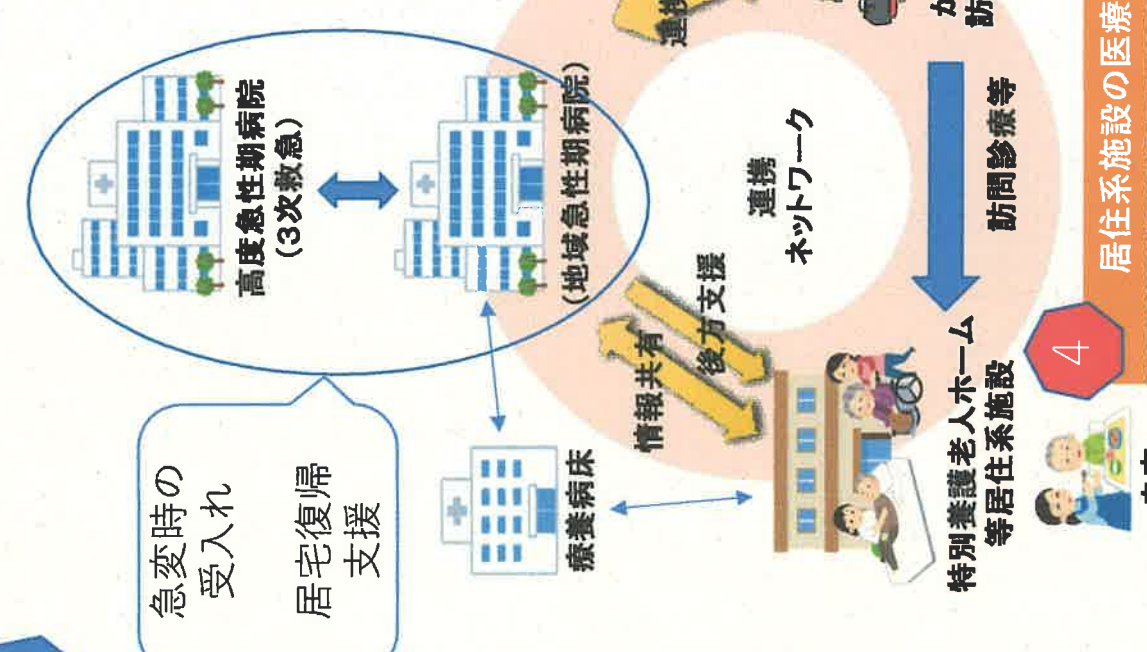 急変時の
受入れ
居宅復帰
支援
高度急性期病院
(3次救急)
(地域急性期病院)
療養病床
情報共有
後方支援
連携
ネットワーク
連携
特別養護老人ホーム
等居住系施設
訪問診療等
か
訪
4
居住系施設の医療